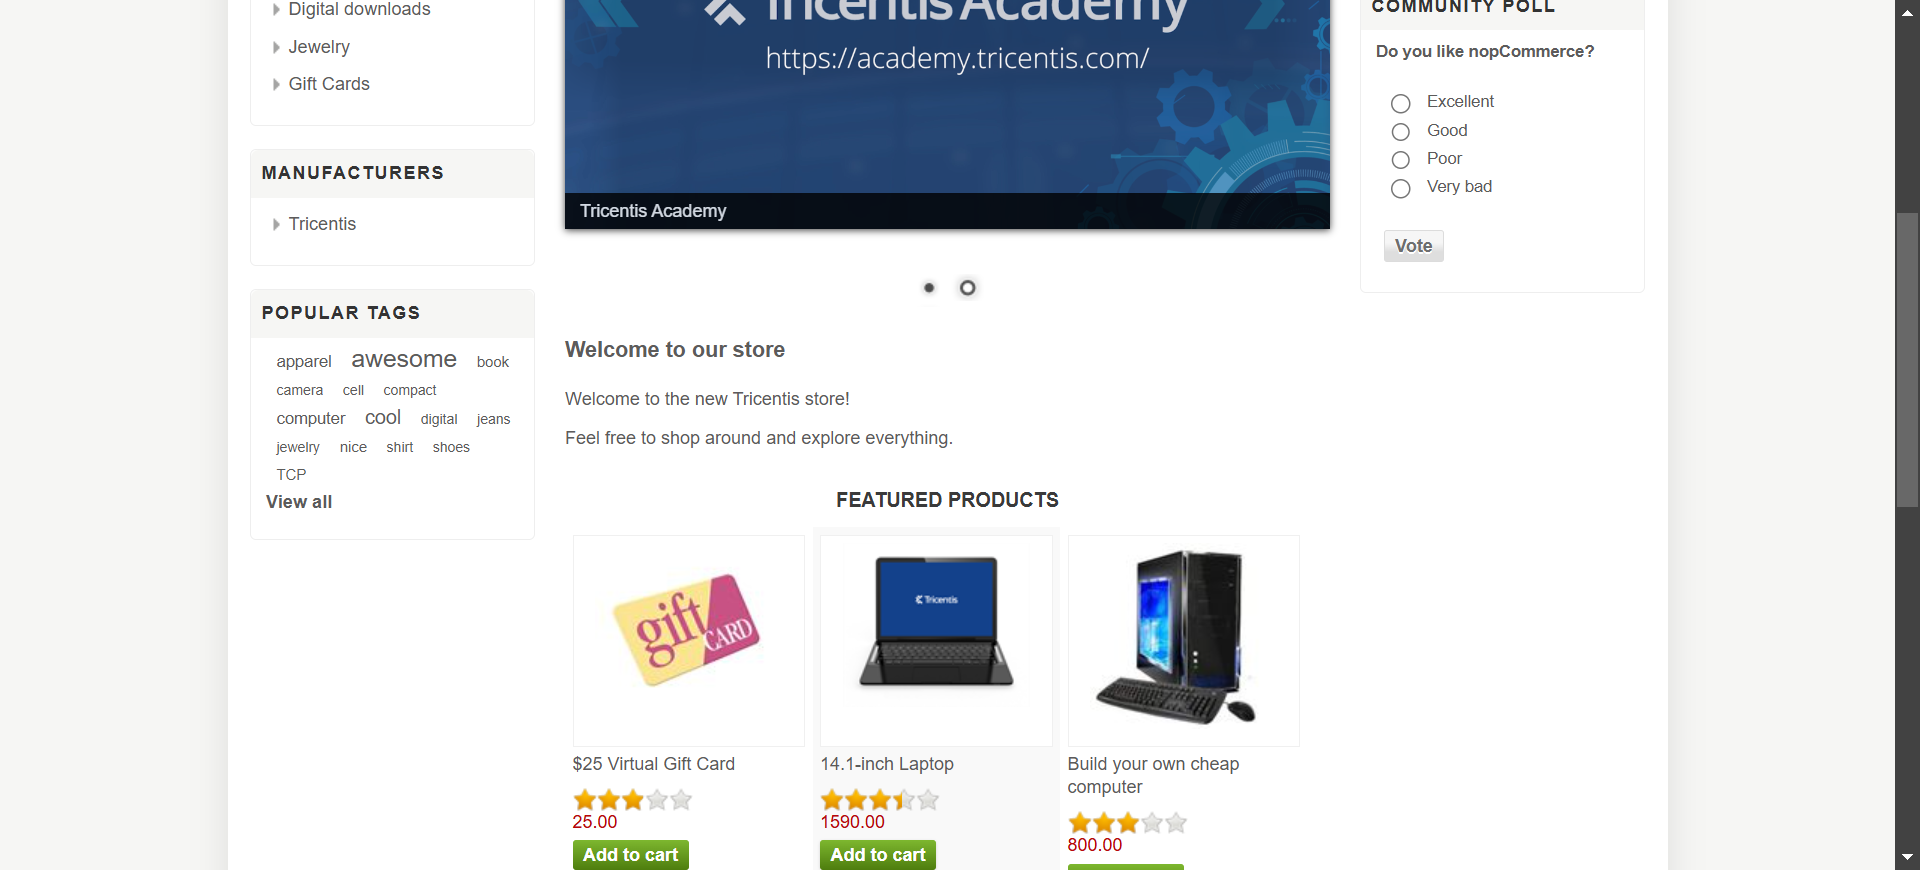 Digital downloads
Jewelry
Gift Cards
MANUFACTURERS
Tricentis
POPULAR TAGS
apparel awesome book
camera cell compact
computer cool digital jeans
jewelry nice shirt shoes
TCP
View all
Tricentis Academy
https://academy.tricentis.com/
Tricentis Academy
Welcome to our store
Welcome to the new Tricentis store!
Feel free to shop around and explore everything.
FEATURED PRODUCTS
gift CARD
$25 Virtual Gift Card
25.00
Add to cart
Tricentis
14.1-inch Laptop
1590.00
Add to cart
Build your own cheap
computer
800.00
COMMUNITY POLL
Do you like nopCommerce?
Excellent
Good
Poor
Very bad
Vote